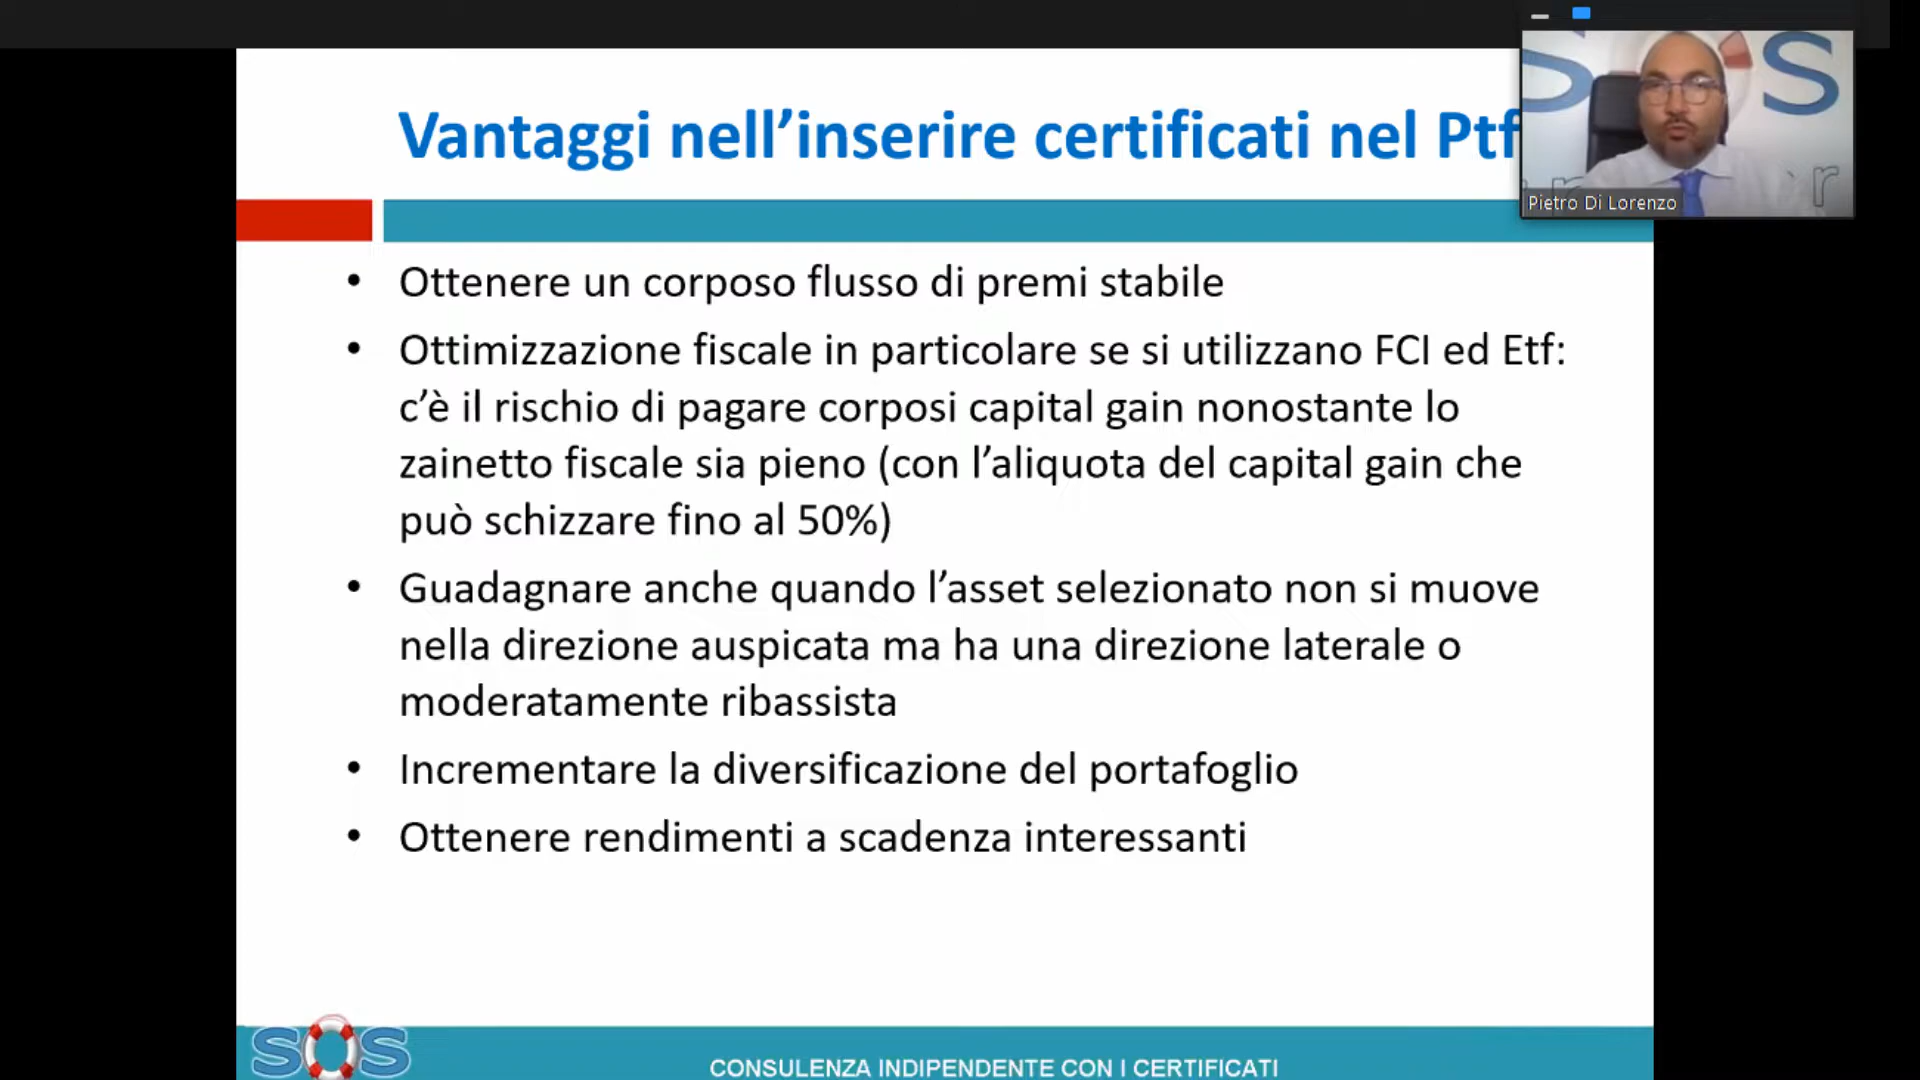 Vantaggi nell’inserire certificati nel Ptf
S S
r
Pietro Di Lorenzo
• Ottenere un corposo flusso di premi stabile
• Ottimizzazione fiscale in particolare se si utilizzano FCI ed Etf:
c’è il rischio di pagare corposi capital gain nonostante lo
zainetto fiscale sia pieno (con l’aliquota del capital gain che
può schizzare fino al 50%)
• Guadagnare anche quando l’asset selezionato non si muove
nella direzione auspicata ma ha una direzione laterale o
moderatamente ribassista
• Incrementare la diversificazione del portafoglio
• Ottenere rendimenti a scadenza interessanti
SOS
CONSULENZA INDIPENDENTE CON I CERTIFICATI